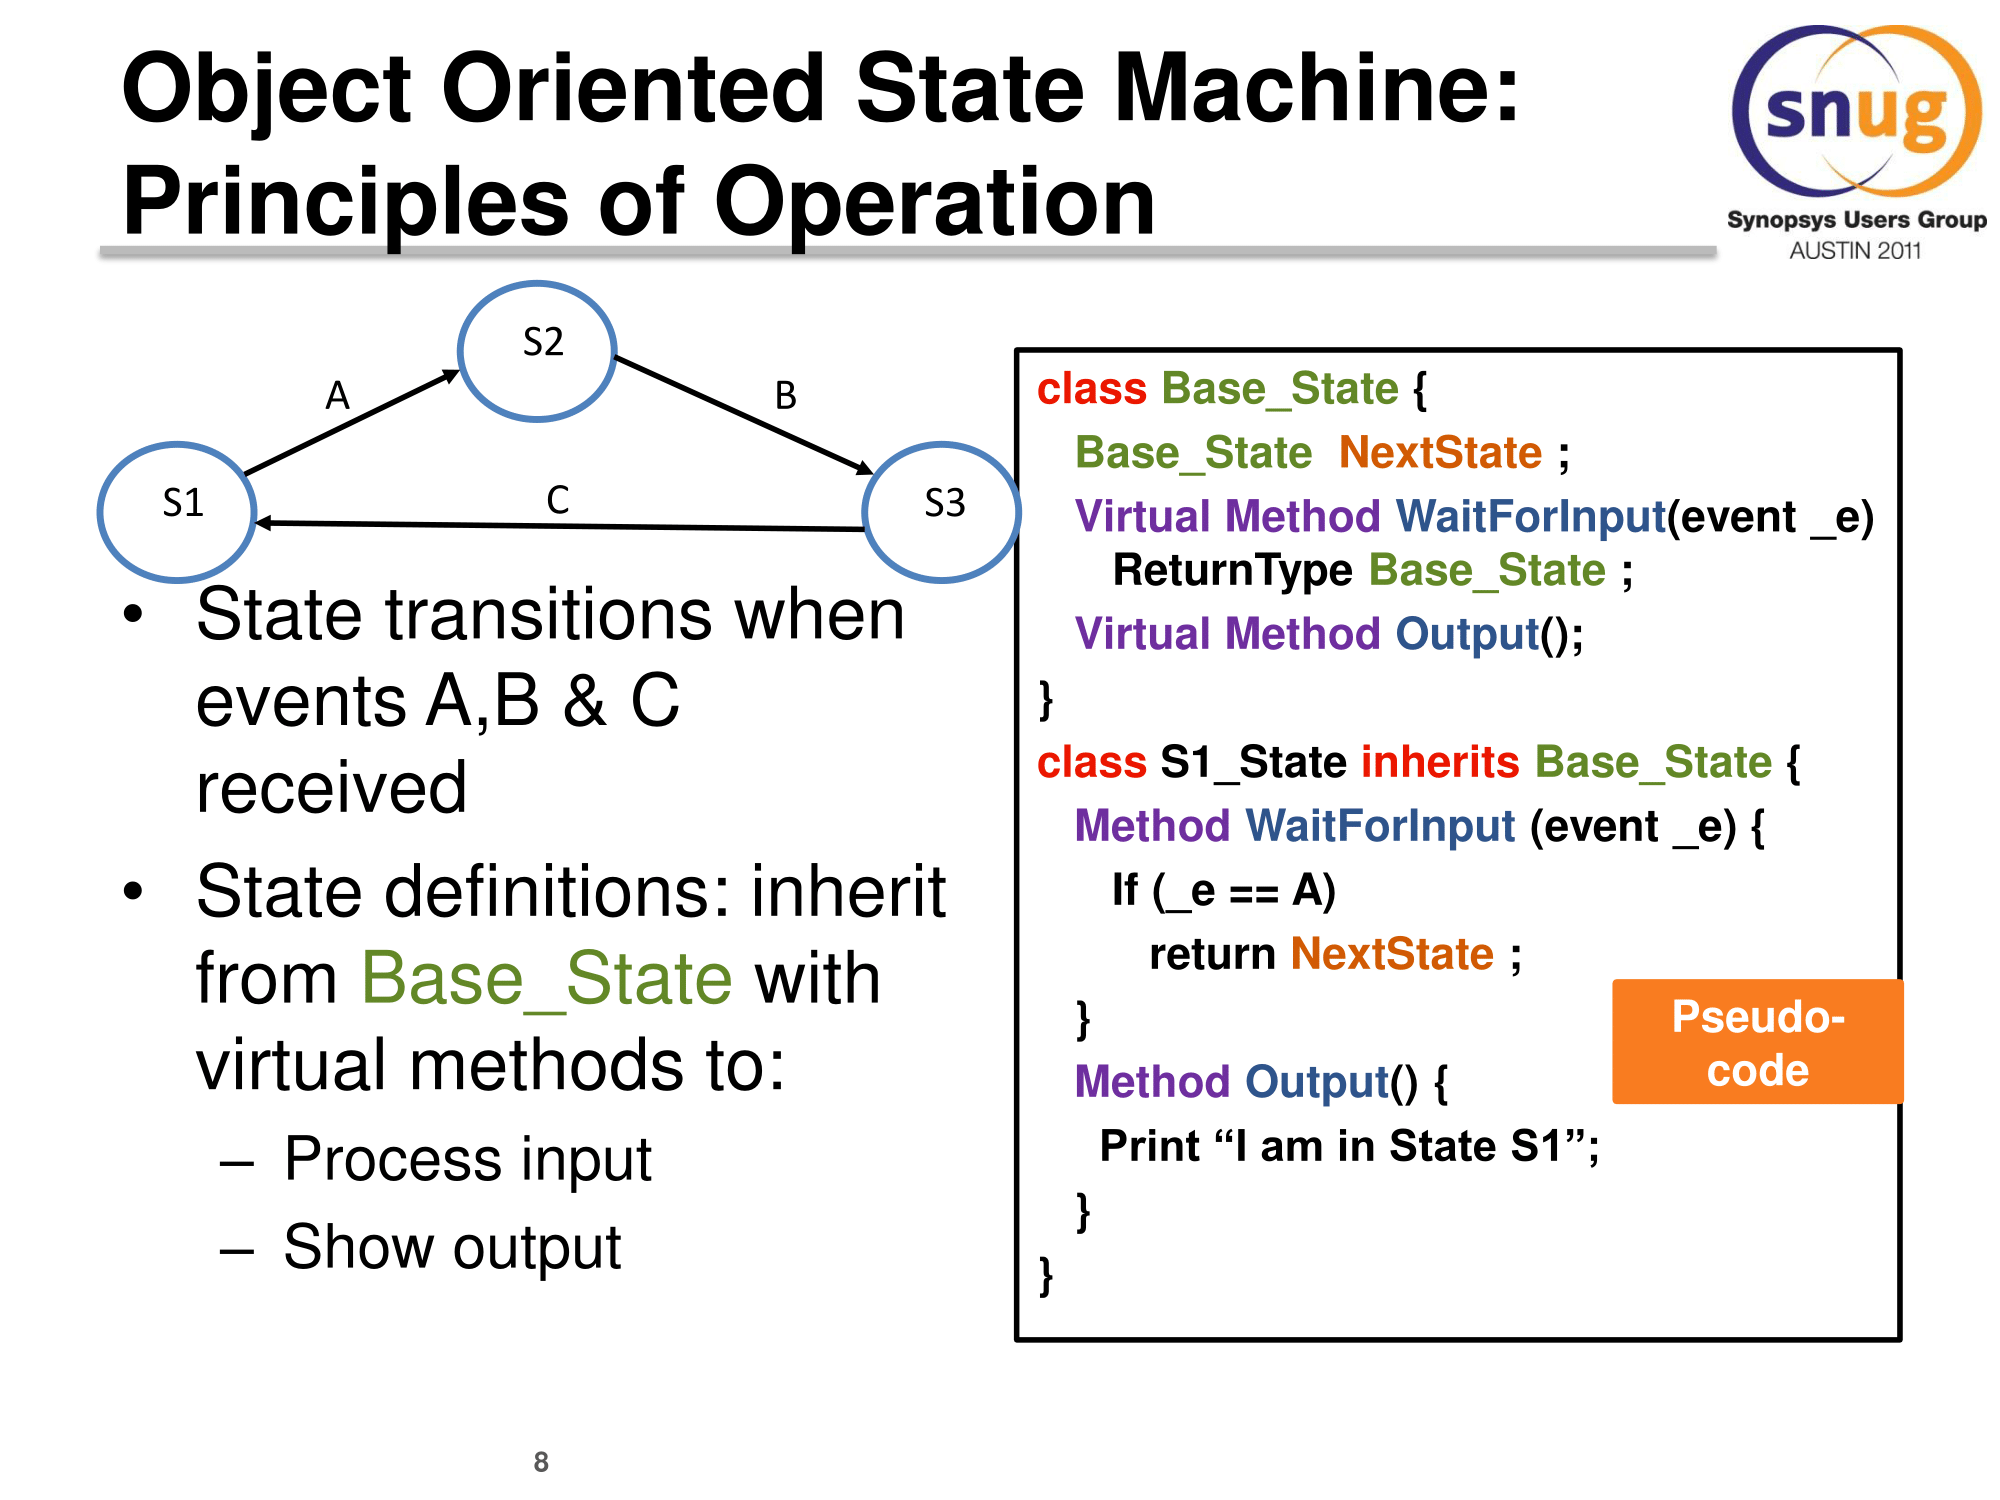 Object Oriented State Machine:
Principles of Operation
snug
Synopsys Users Group
AUSTIN 2011
S2
A
B
S1
C
S3
• State transitions when
events A,B & C
received
• State definitions: inherit
from Base_State with
virtual methods to:
– Process input
– Show output
class Base_State {
Base_State NextState ;
Virtual Method WaitForInput(event _e)
ReturnType Base_State ;
Virtual Method Output();
}
class S1_State inherits Base_State {
Method WaitForInput (event _e) {
If (_e == A)
return NextState ;
}
Method Output() {
Print “I am in State S1”;
}
}
Pseudo-
code
8